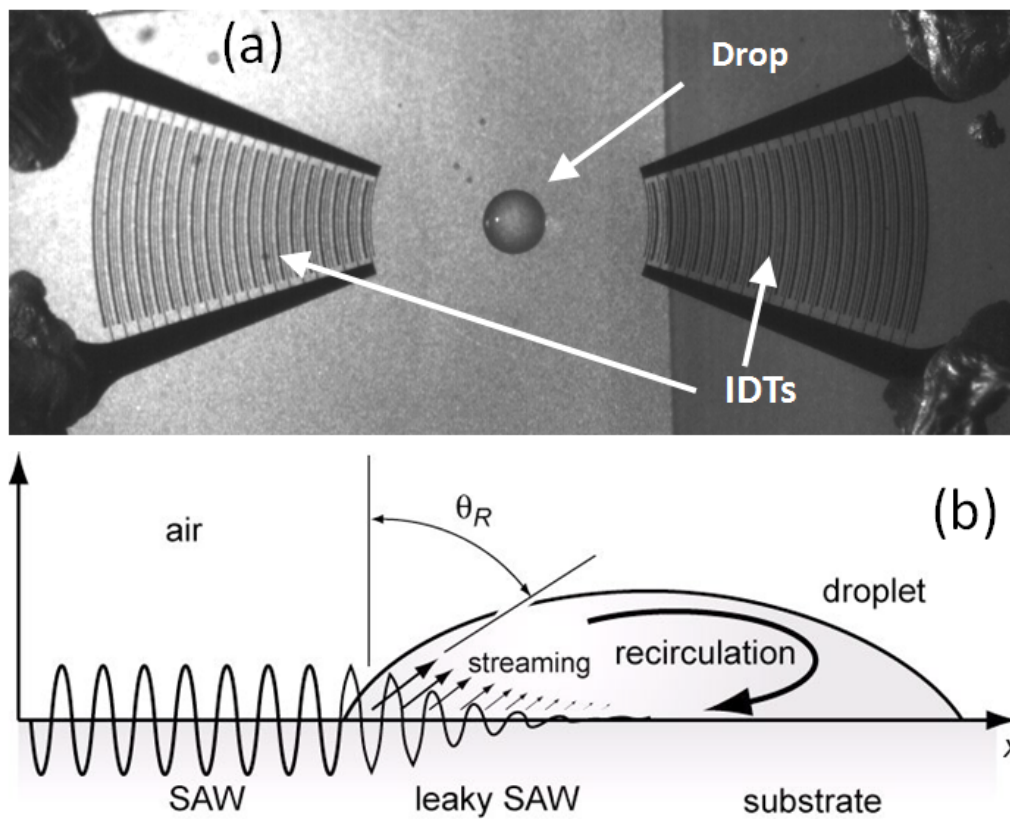 (a)
Drop
IDTs
(b)
θR
air
droplet
streaming
recirculation
x
SAW
leaky SAW
substrate